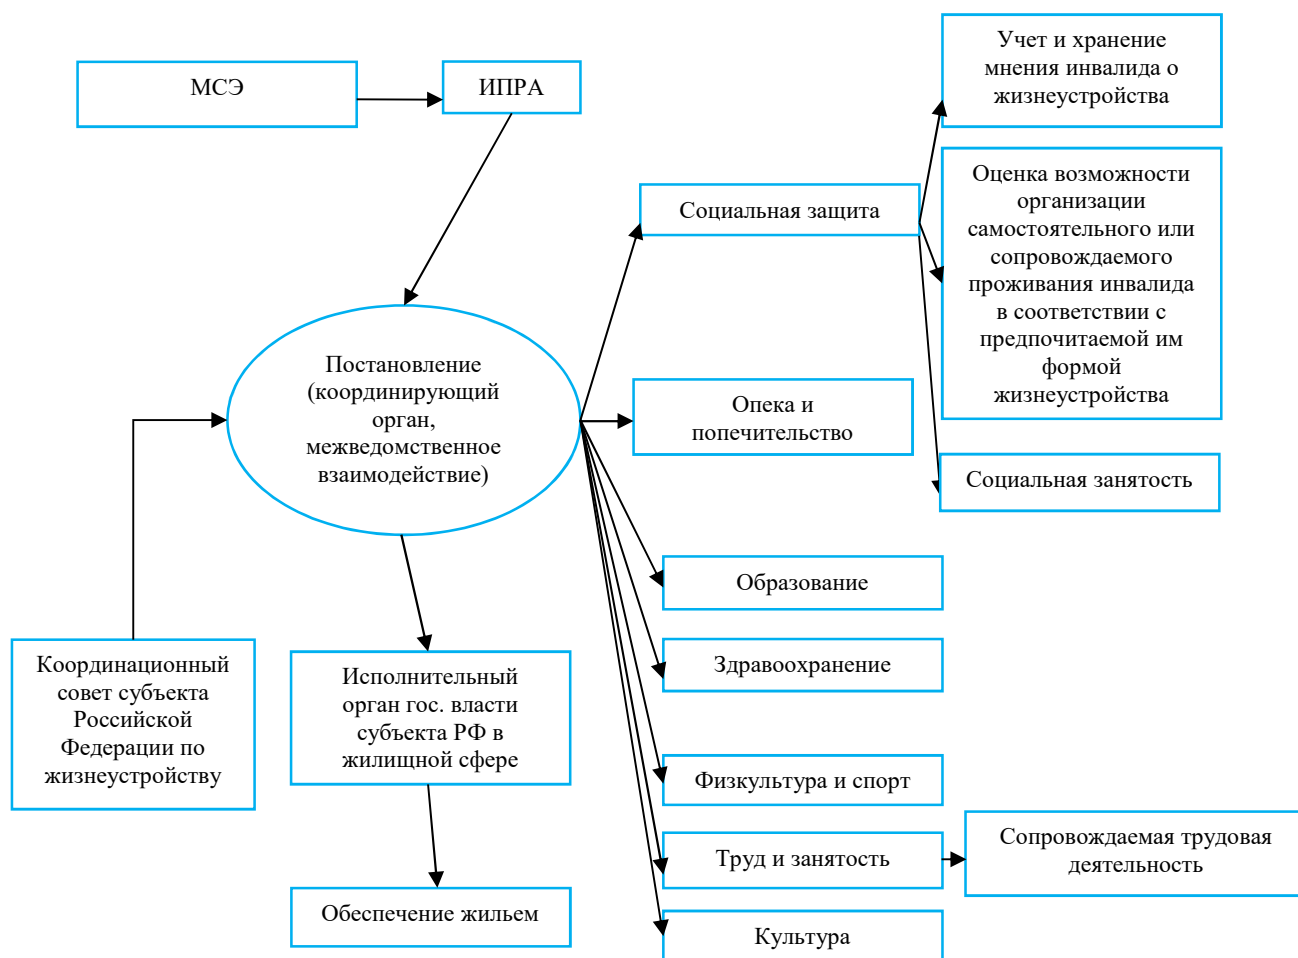 МСЭ
ИПРА
Учет и хранение
мнения инвалида о
жизнеустройства
Социальная защита
Оценка возможности
организации
самостоятельного или
сопровождаемого
проживания инвалида
в соответствии с
предпочитаемой им
формой
жизнеустройства
Постановление
(координирующий
орган,
межведомственное
взаимодействие)
Опека и
попечительство
Социальная занятость
Образование
Координационный
совет субъекта
Российской
Федерации по
жизнеустройству
Исполнительный
орган гос. власти
субъекта РФ в
жилищной сфере
Здравоохранение
Физкультура и спорт
Труд и занятость
Сопровождаемая трудовая
деятельность
Обеспечение жильем
Культура